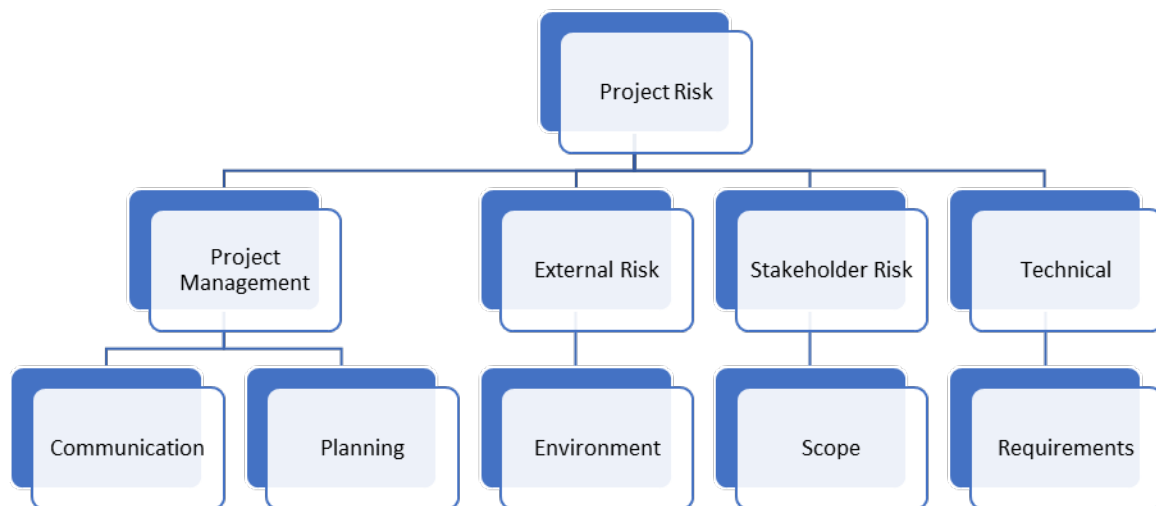 Project Risk
Project
Management
External Risk
Stakeholder Risk
Technical
Communication
Planning
Environment
Scope
Requirements